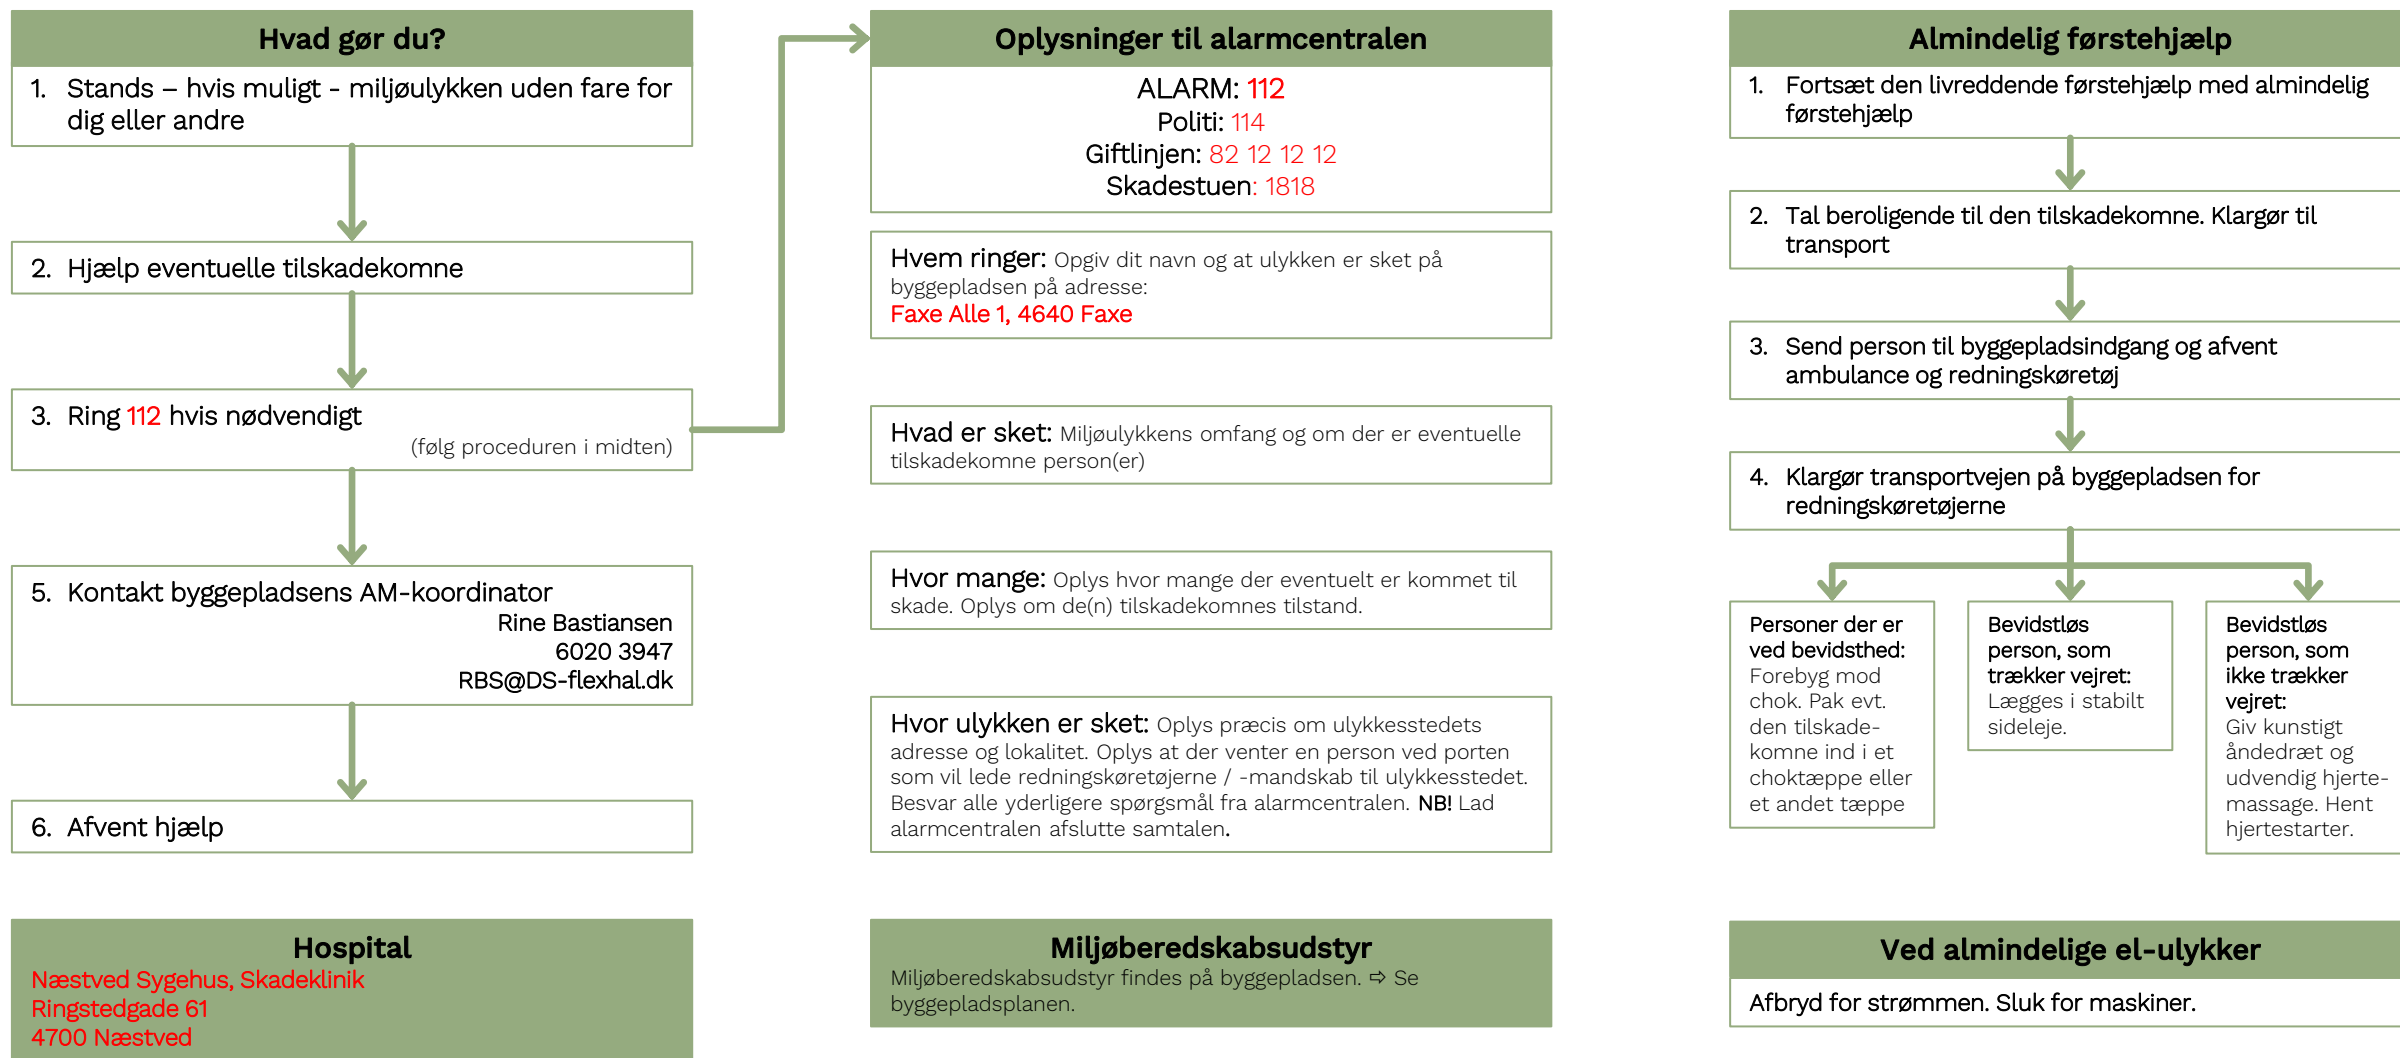 Hvad gør du?
1. Stands – hvis muligt - miljøulykken uden fare for
dig eller andre
2. Hjælp eventuelle tilskadekomne
3. Ring 112 hvis nødvendigt
(følg proceduren i midten)
5. Kontakt byggepladsens AM-koordinator
Rine Bastiansen
6020 3947
RBS@DS-flexhal.dk
6. Afvent hjælp
Hospital
Næstved Sygehus, Skadeklinik
Ringstedgade 61
4700 Næstved
Oplysninger til alarmcentralen
ALARM: 112
Politi: 114
Giftlinjen: 82 12 12 12
Skadestuen: 1818
Hvem ringer: Opgiv dit navn og at ulykken er sket på
byggepladsen på adresse:
Faxe Alle 1, 4640 Faxe
Hvad er sket: Miljøulykkens omfang og om der er eventuelle
tilskadekomne person(er)
Hvor mange: Oplys hvor mange der eventuelt er kommet til
skade. Oplys om de(n) tilskadekomnes tilstand.
Hvor ulykken er sket: Oplys præcis om ulykkesstedets
adresse og lokalitet. Oplys at der venter en person ved porten
som vil lede redningskøretøjerne / -mandskab til ulykkesstedet.
Besvar alle yderligere spørgsmål fra alarmcentralen. NB! Lad
alarmcentralen afslutte samtalen.
Miljøberedskabsudstyr
Miljøberedskabsudstyr findes på byggepladsen. ⇨ Se
byggepladsplanen.
Almindelig førstehjælp
1. Fortsæt den livreddende førstehjælp med almindelig
førstehjælp
2. Tal beroligende til den tilskadekomne. Klargør til
transport
3. Send person til byggepladsindgang og afvent
ambulance og redningskøretøj
4. Klargør transportvejen på byggepladsen for
redningskøretøjerne
Personer der er
ved bevidsthed:
Forebyg mod
chok. Pak evt.
den tilskade-
komne ind i et
choktæppe eller
et andet tæppe
Bevidstløs
person, som
trækker vejret:
Lægges i stabilt
sideleje.
Bevidstløs
person, som
ikke trækker
vejret:
Giv kunstigt
åndedræt og
udvendig hjerte-
massage. Hent
hjertestarter.
Ved almindelige el-ulykker
Afbryd for strømmen. Sluk for maskiner.